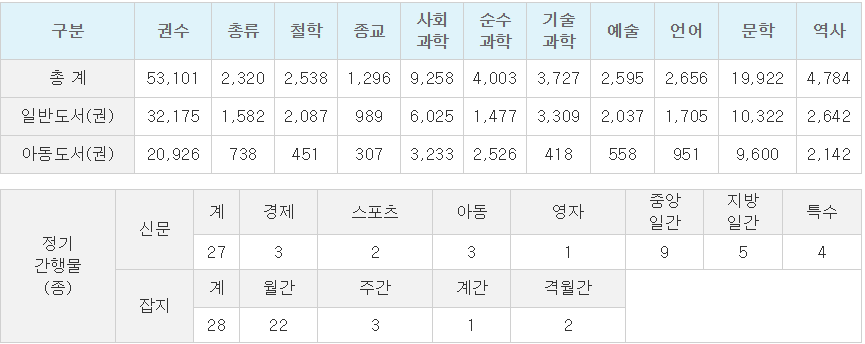 구분 권수 총류 철학 종교 사회 과학 순수 과학 기술 과학 예술 언어 문학 역사
총 계 53,101 2,320 2,538 1,296 9,258 4,003 3,727 2,595 2,656 19,922 4,784
일반도서(권) 32,175 1,582 2,087 989 6,025 1,477 3,309 2,037 1,705 10,322 2,642
아동도서(권) 20,926 738 451 307 3,233 2,526 418 558 951 9,600 2,142
정기
간행물
(종)
신문
계 경제 스포츠 아동 영자 중앙 일간 지방 일간 특수
27 3 2 3 1 9 5 4
잡지
계 월간 주간 계간 격월간
28 22 3 1 2